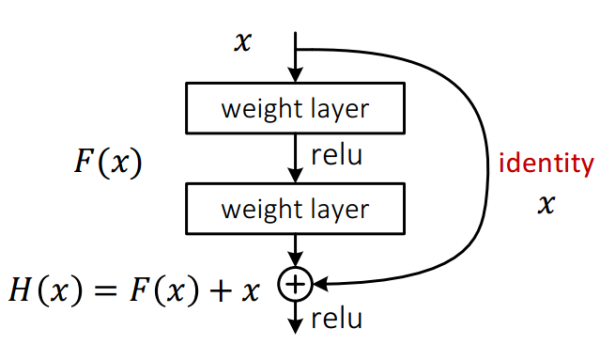 x
weight layer
relu
F(x)
identity
x
weight layer
H(x) = F(x) + x
+
relu